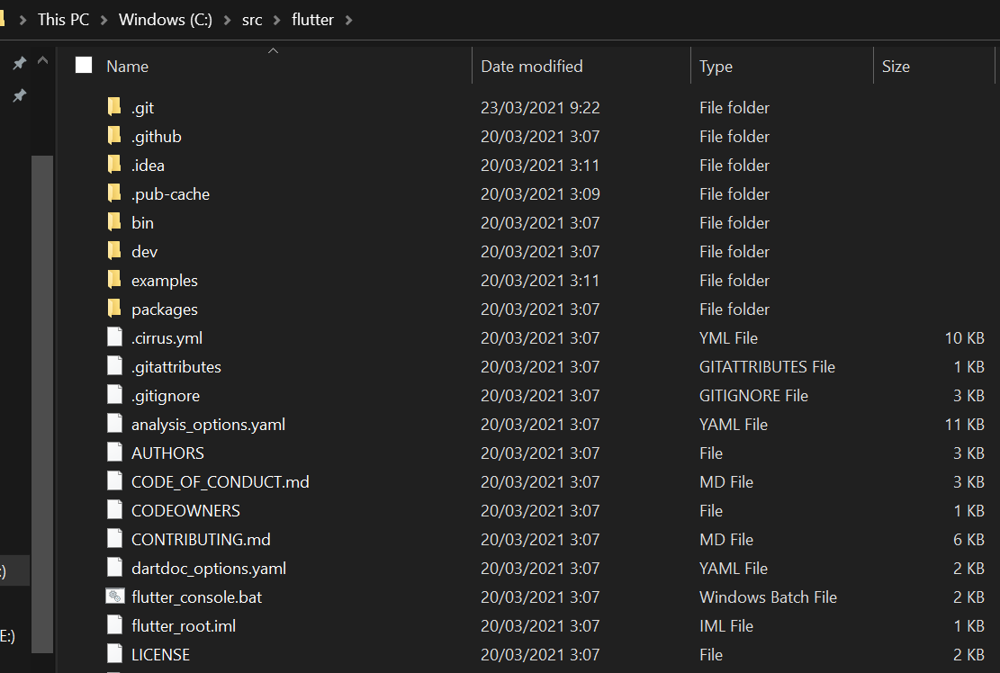 This PC > Windows (C:) > src > flutter >
Name Date modified Type Size
.git 23/03/2021 9:22 File folder
.github 20/03/2021 3:07 File folder
.idea 20/03/2021 3:11 File folder
.pub-cache 20/03/2021 3:09 File folder
bin 20/03/2021 3:07 File folder
dev 20/03/2021 3:07 File folder
examples 20/03/2021 3:11 File folder
packages 20/03/2021 3:07 File folder
.cirrus.yml 20/03/2021 3:07 YML File 10 KB
.gitattributes 20/03/2021 3:07 GITATTRIBUTES File 1 KB
.gitignore 20/03/2021 3:07 GITIGNORE File 3 KB
analysis_options.yaml 20/03/2021 3:07 YAML File 11 KB
AUTHORS 20/03/2021 3:07 File 3 KB
CODE_OF_CONDUCT.md 20/03/2021 3:07 MD File 3 KB
CODEOWNERS 20/03/2021 3:07 File 1 KB
CONTRIBUTING.md 20/03/2021 3:07 MD File 6 KB
dartdoc_options.yaml 20/03/2021 3:07 YAML File 2 KB
:)
flutter_console.bat 20/03/2021 3:07 Windows Batch File 2 KB
flutter_root.iml 20/03/2021 3:07 IML File 1 KB
E:)
LICENSE 20/03/2021 3:07 File 2 KB